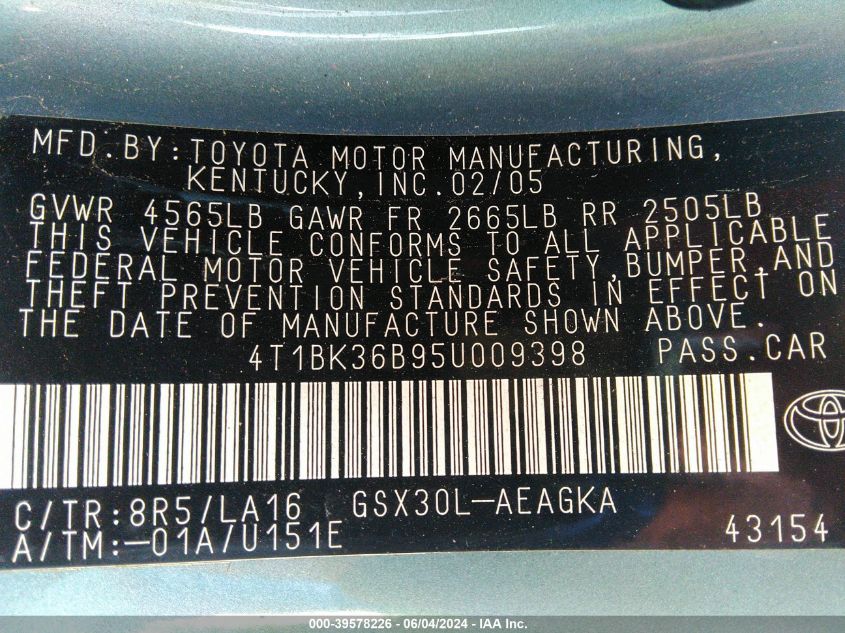 MFD.BY:TOYOTA MOTOR MANUFACTURING,
KENTUCKY,INC.02/05
GVWR 4565LB GAWR FR 2665LB RR 2505LB
THIS VEHICLE CONFORMS TO ALL APPLICABLE
FEDERAL MOTOR VEHICLE SAFETY,BUMPER,AND
THEFT PREVENTION STANDARDS IN EFFECT ON
THE DATE OF MANUFACTURE SHOWN ABOVE.
4T1BK36B95U009398 PASS.CAR
C/TR:8R5/LA16 GSX30L-AEAGKA
A/TM:-01A/U151E 43154
000-39578226 - 06/04/2024 - IAA Inc.